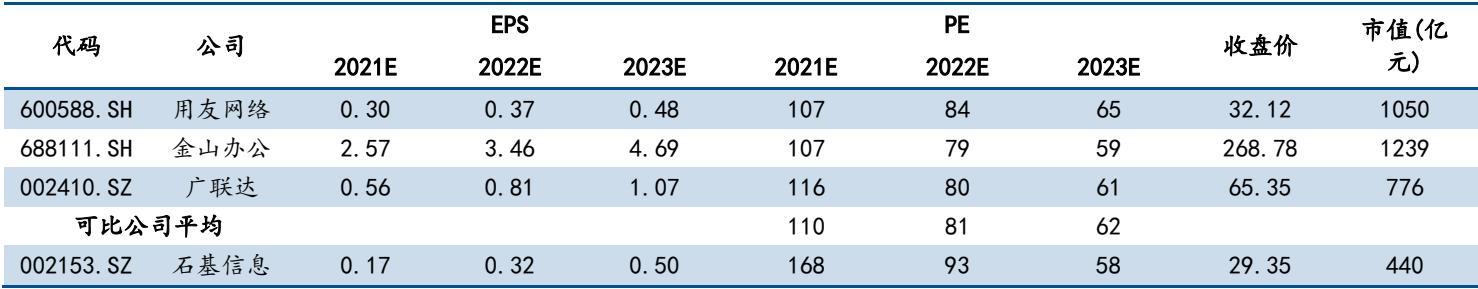 代码 公司 EPS PE 收盘价 市值(亿元)
2021E 2022E 2023E 2021E 2022E 2023E
600588.SH 用友网络 0.30 0.37 0.48 107 84 65 32.12 1050
688111.SH 金山办公 2.57 3.46 4.69 107 79 59 268.78 1239
002410.SZ 广联达 0.56 0.81 1.07 116 80 61 65.35 776
可比公司平均 110 81 62
002153.SZ 石基信息 0.17 0.32 0.50 168 93 58 29.35 440